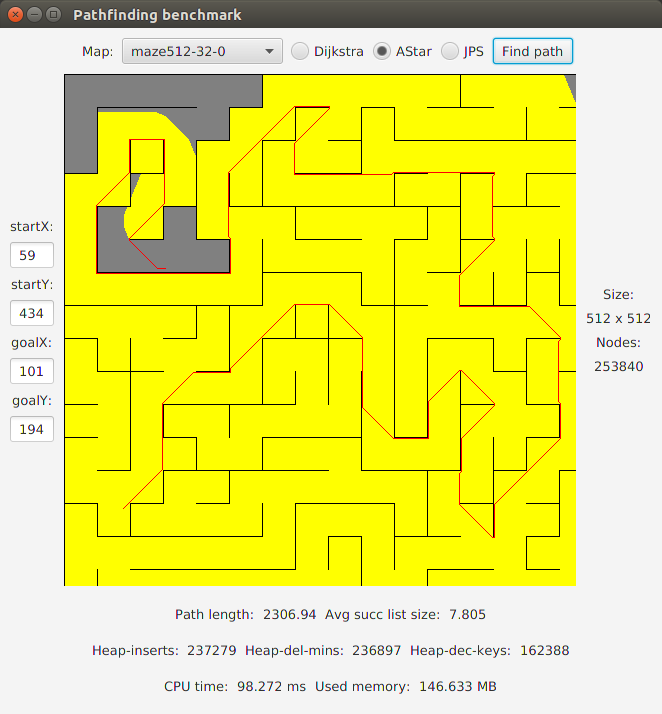 Pathfinding benchmark
Map: maze512-32-0 Dijkstra AStar JPS Find path
startX:
59
startY:
434
goalX:
101
goalY:
194
Size:
512 x 512
Nodes:
253840
Path length: 2306.94 Avg succ list size: 7.805
Heap-inserts: 237279 Heap-del-mins: 236897 Heap-dec-keys: 162388
CPU time: 98.272 ms Used memory: 146.633 MB